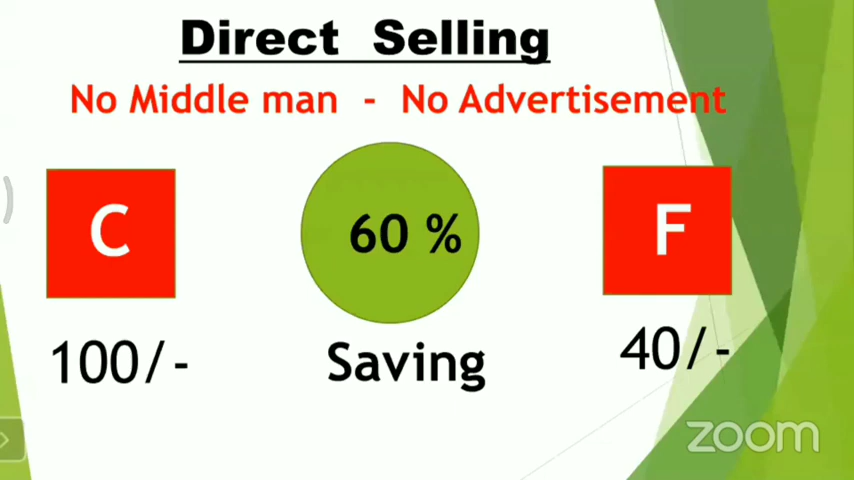 Direct Selling
No Middle man - No Advertisement
C
60 %
F
100/-
Saving
40/-
zoom